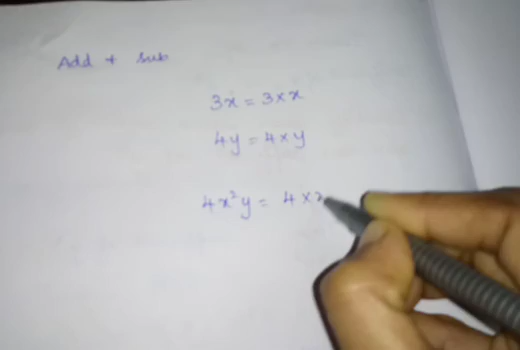 Add + sub
3x = 3 × x
4y = 4 × y
4x²y = 4 × x